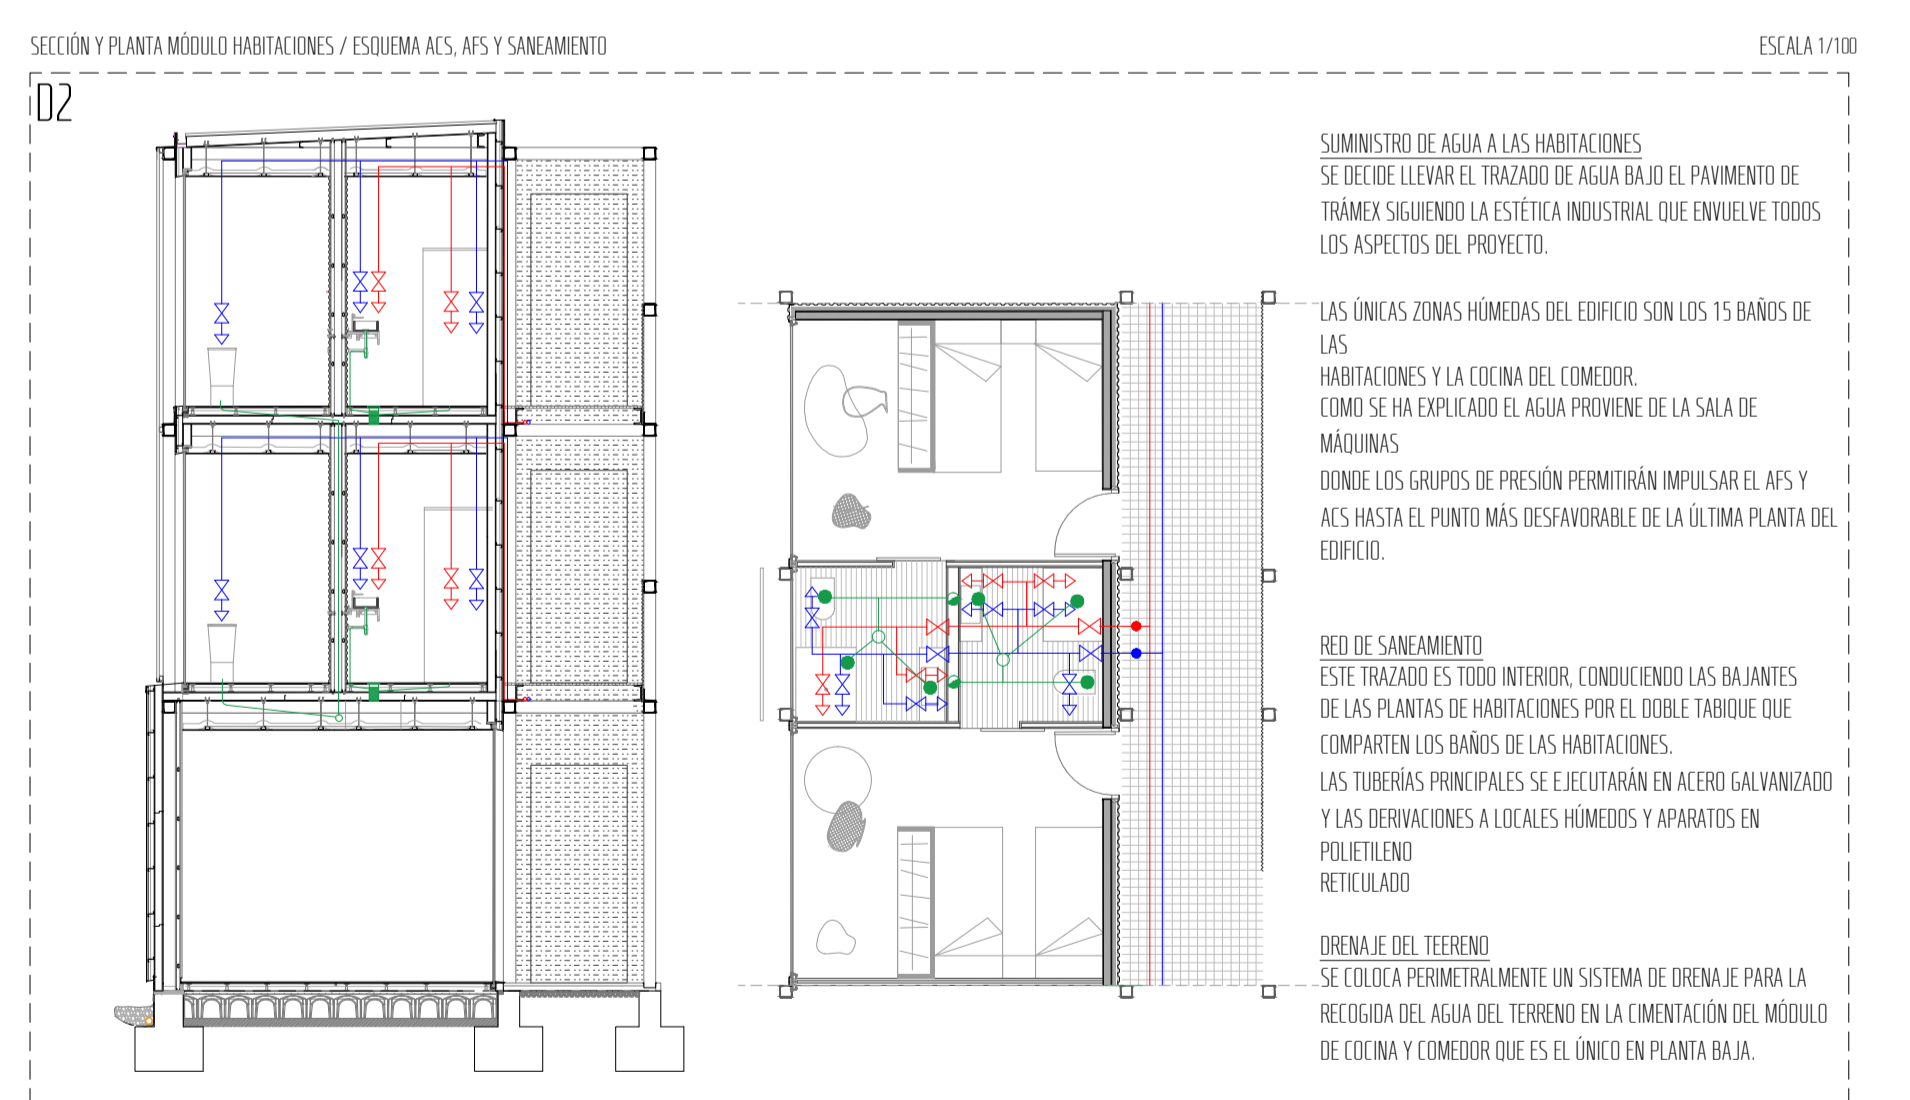 SECCIÓN Y PLANTA MÓDULO HABITACIONES / ESQUEMA ACS, AFS Y SANEAMIENTO
ESCALA 1/100
D2
SUMINISTRO DE AGUA A LAS HABITACIONES
SE DECIDE LLEVAR EL TRAZADO DE AGUA BAJO EL PAVIMENTO DE
TRÁMEX SIGUIENDO LA ESTÉTICA INDUSTRIAL QUE ENVUELVE TODOS
LOS ASPECTOS DEL PROYECTO.
LAS ÚNICAS ZONAS HÚMEDAS DEL EDIFICIO SON LOS 15 BAÑOS DE
LAS
HABITACIONES Y LA COCINA DEL COMEDOR.
COMO SE HA EXPLICADO EL AGUA PROVIENE DE LA SALA DE
MÁQUINAS
DONDE LOS GRUPOS DE PRESIÓN PERMITIRÁN IMPULSAR EL AFS Y
ACS HASTA EL PUNTO MÁS DESFAVORABLE DE LA ÚLTIMA PLANTA DEL
EDIFICIO.
RED DE SANEAMIENTO
ESTE TRAZADO ES TODO INTERIOR, CONDUCIENDO LAS BAJANTES
DE LAS PLANTAS DE HABITACIONES POR EL DOBLE TABIQUE QUE
COMPARTEN LOS BAÑOS DE LAS HABITACIONES.
LAS TUBERÍAS PRINCIPALES SE EJECUTARÁN EN ACERO GALVANIZADO
Y LAS DERIVACIONES A LOCALES HÚMEDOS Y APARATOS EN
POLIETILENO
RETICULADO
DRENAJE DEL TEERENO
SE COLOCA PERIMETRALMENTE UN SISTEMA DE DRENAJE PARA LA
RECOGIDA DEL AGUA DEL TERRENO EN LA CIMENTACIÓN DEL MÓDULO
DE COCINA Y COMEDOR QUE ES EL ÚNICO EN PLANTA BAJA.